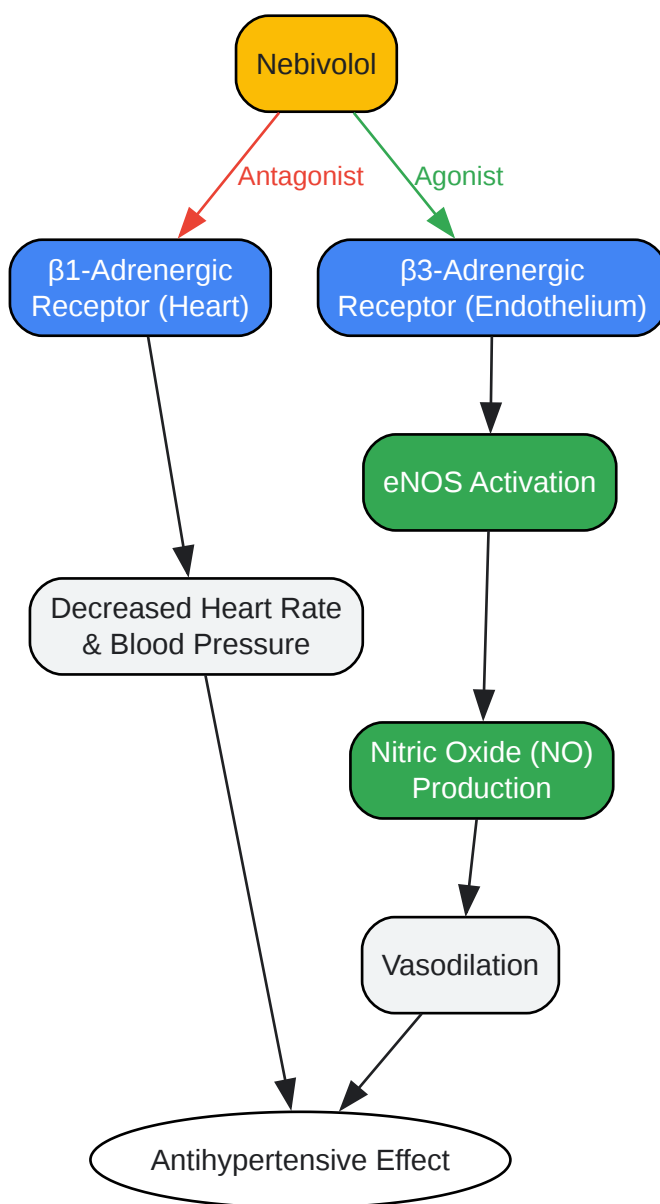 Nebivolol
Antagonist
Agonist
β1-Adrenergic
Receptor (Heart)
β3-Adrenergic
Receptor (Endothelium)
eNOS Activation
Decreased Heart Rate
& Blood Pressure
Nitric Oxide (NO)
Production
Vasodilation
Antihypertensive Effect